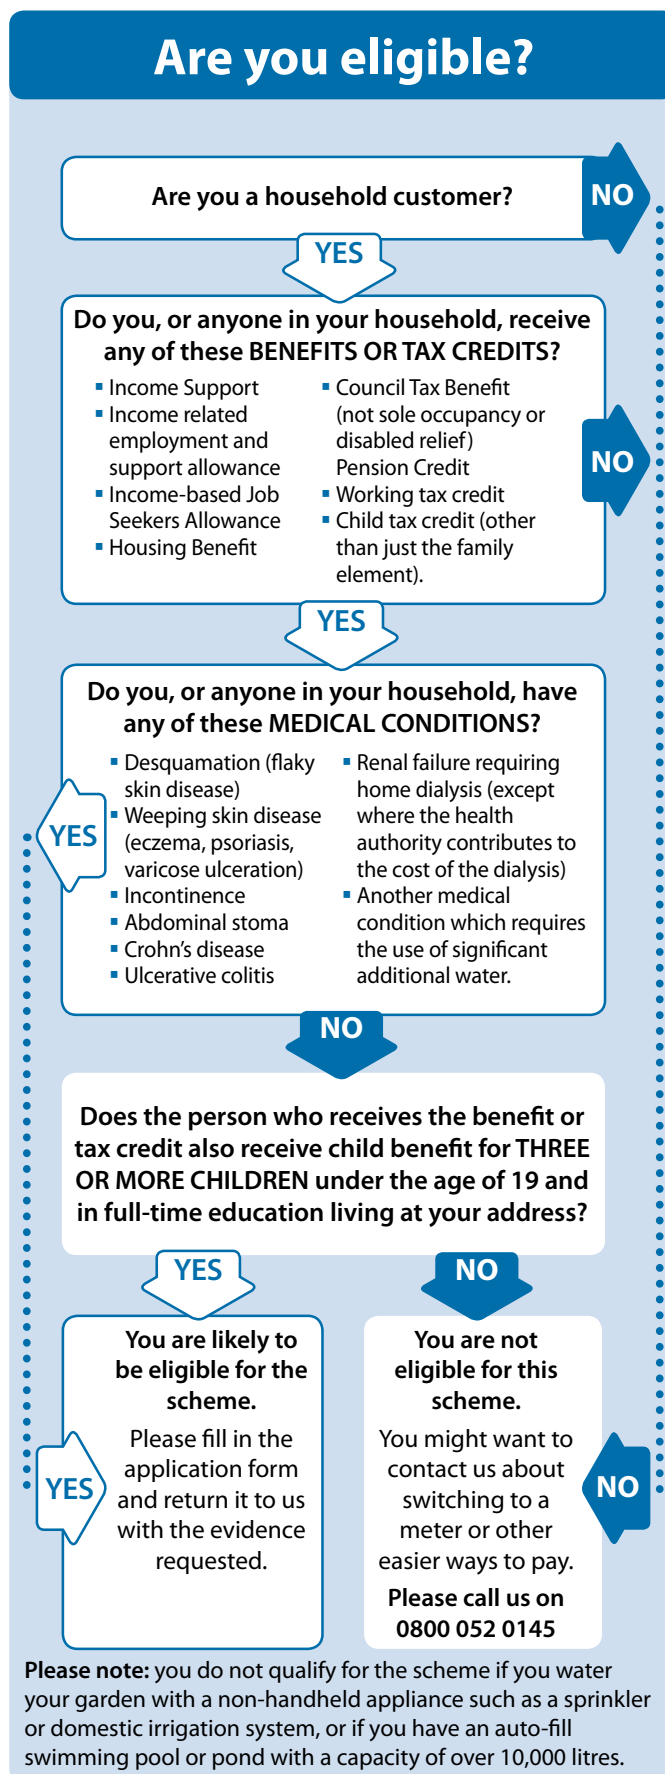 Are you eligible?
Are you a household customer?
NO
YES
Do you, or anyone in your household, receive
any of these BENEFITS OR TAX CREDITS?
▪ Income Support
▪ Income related
employment and
support allowance
▪ Income-based Job
Seekers Allowance
▪ Housing Benefit
▪ Council Tax Benefit
(not sole occupancy or
disabled relief)
Pension Credit
▪ Working tax credit
▪ Child tax credit (other
than just the family
element).
NO
YES
Do you, or anyone in your household, have
any of these MEDICAL CONDITIONS?
▪ Desquamation (flaky
skin disease)
▪ Weeping skin disease
(eczema, psoriasis,
varicose ulceration)
▪ Incontinence
▪ Abdominal stoma
▪ Crohn's disease
▪ Ulcerative colitis
▪ Renal failure requiring
home dialysis (except
where the health
authority contributes to
the cost of the dialysis)
▪ Another medical
condition which requires
the use of significant
additional water.
YES
NO
Does the person who receives the benefit or
tax credit also receive child benefit for THREE
OR MORE CHILDREN under the age of 19 and
in full-time education living at your address?
YES
NO
You are likely to
be eligible for the
scheme.
Please fill in the
application form
and return it to us
with the evidence
requested.
YES
You are not
eligible for this
scheme.
You might want to
contact us about
switching to a
meter or other
easier ways to pay.
Please call us on
0800 052 0145
NO
Please note: you do not qualify for the scheme if you water
your garden with a non-handheld appliance such as a sprinkler
or domestic irrigation system, or if you have an auto-fill
swimming pool or pond with a capacity of over 10,000 litres.